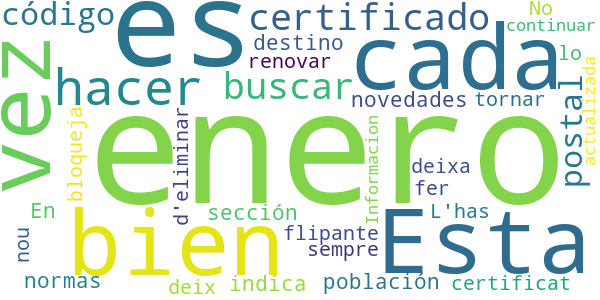 código
es
certificado
No
continuar
destino
renovar
cada
lo
vez
hacer
buscar
novedades
tornar
postal
actualizada
bloqueja
d'eliminar
enero
Informacion
deixa
fer
En
sección
L'has
nou
bien
flipante
sempre
Esta
normas
deix
indica
población
certificat